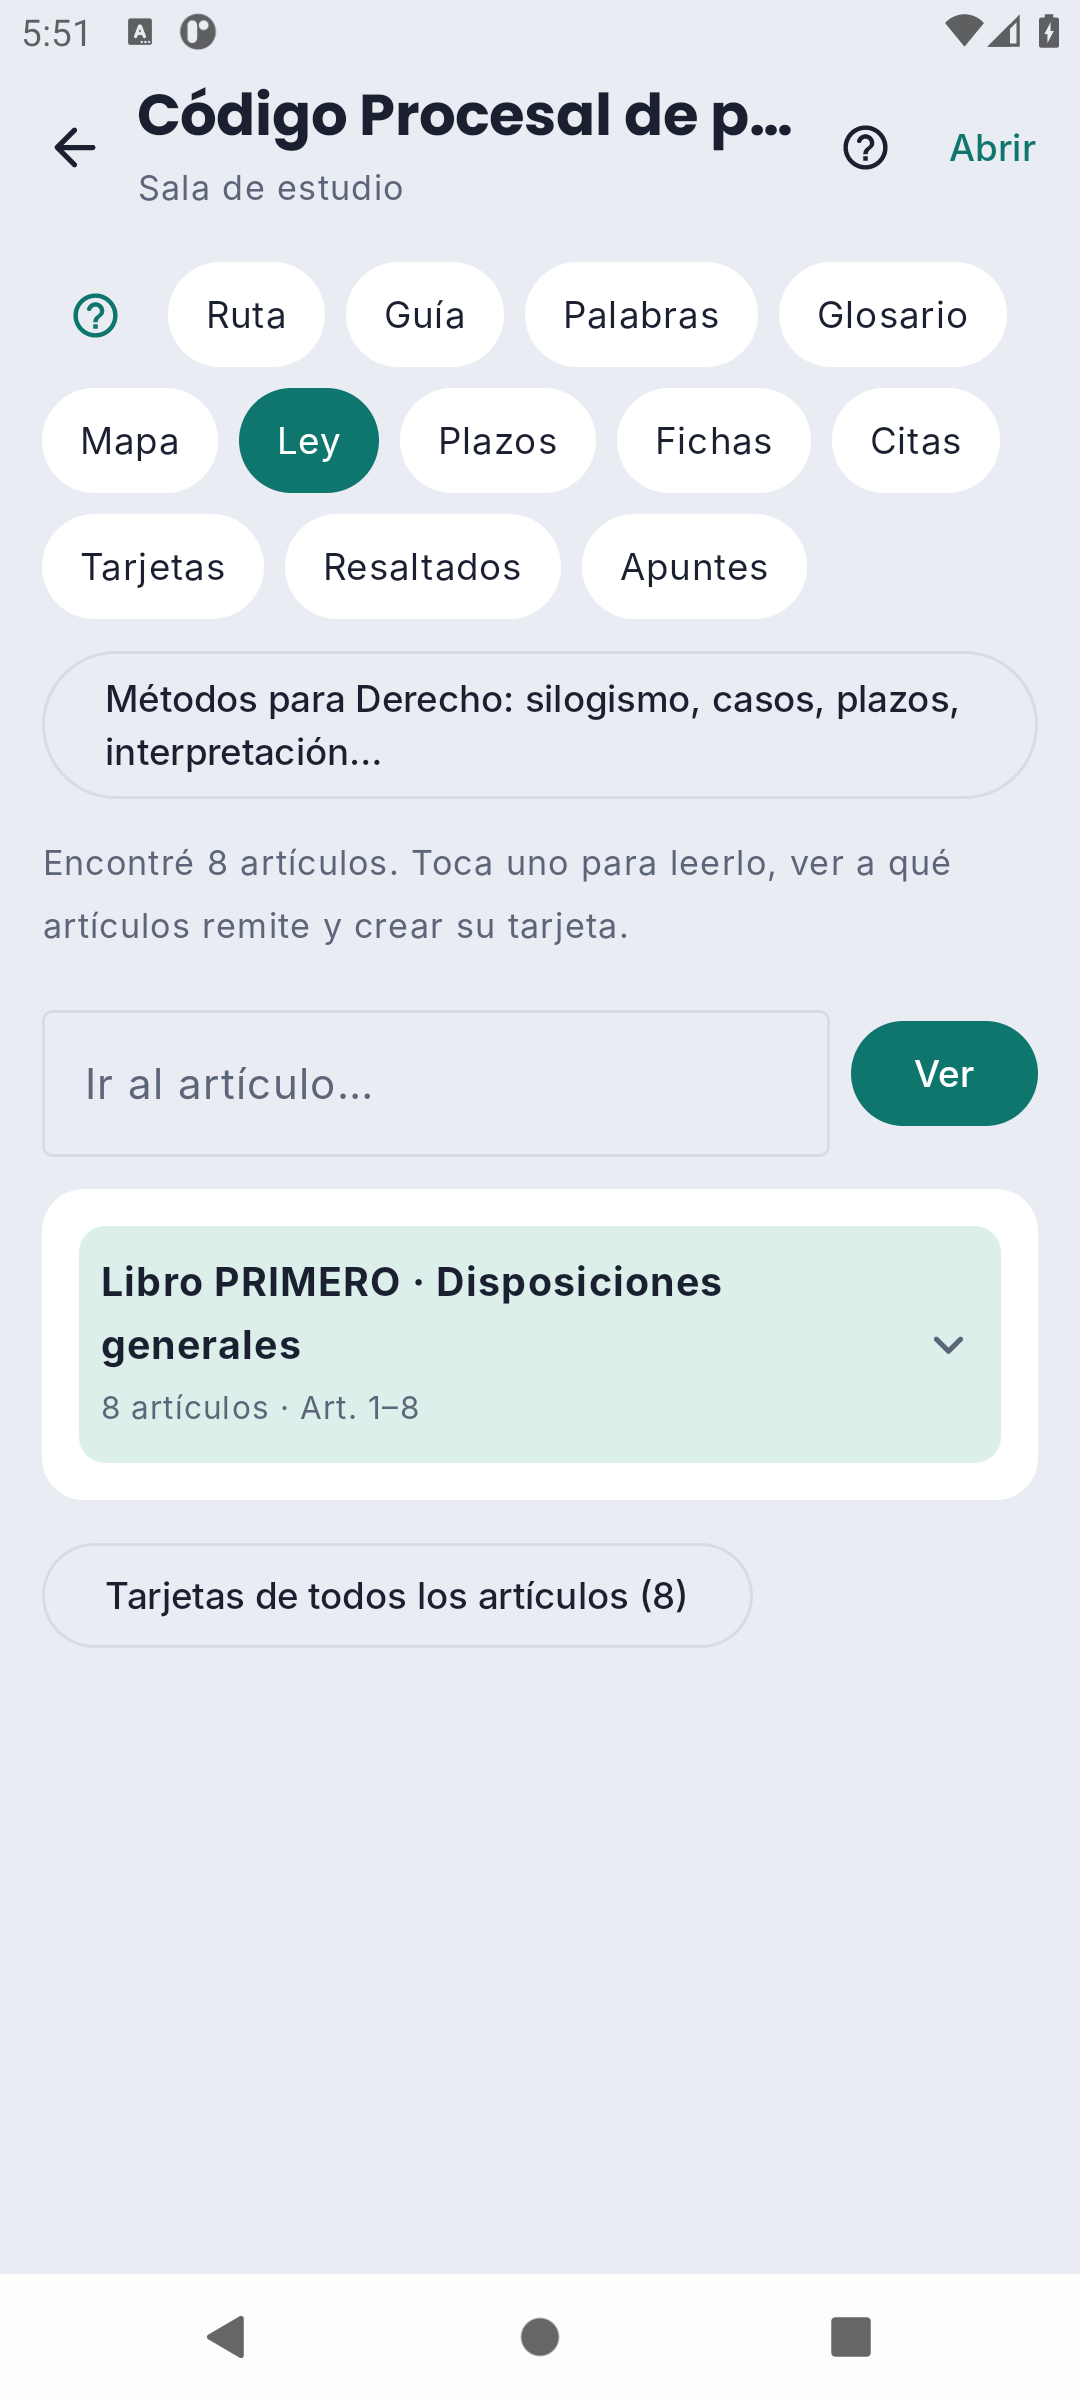 5:51
Código Procesal de p...
Sala de estudio
Abrir
Ruta
Guía
Palabras
Glosario
Mapa
Ley
Plazos
Fichas
Citas
Tarjetas
Resaltados
Apuntes
Métodos para Derecho: silogismo, casos, plazos,
interpretación...
Encontré 8 artículos. Toca uno para leerlo, ver a qué
artículos remite y crear su tarjeta.
Ir al artículo...
Ver
Libro PRIMERO · Disposiciones
generales
8 artículos · Art. 1–8
Tarjetas de todos los artículos (8)